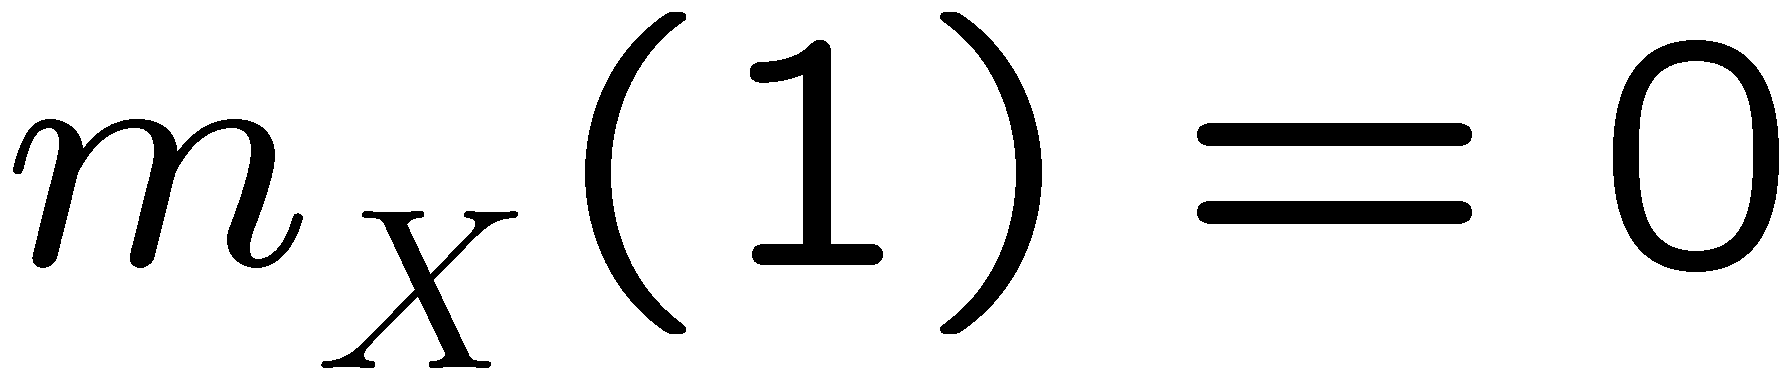 m_X(1) = 0